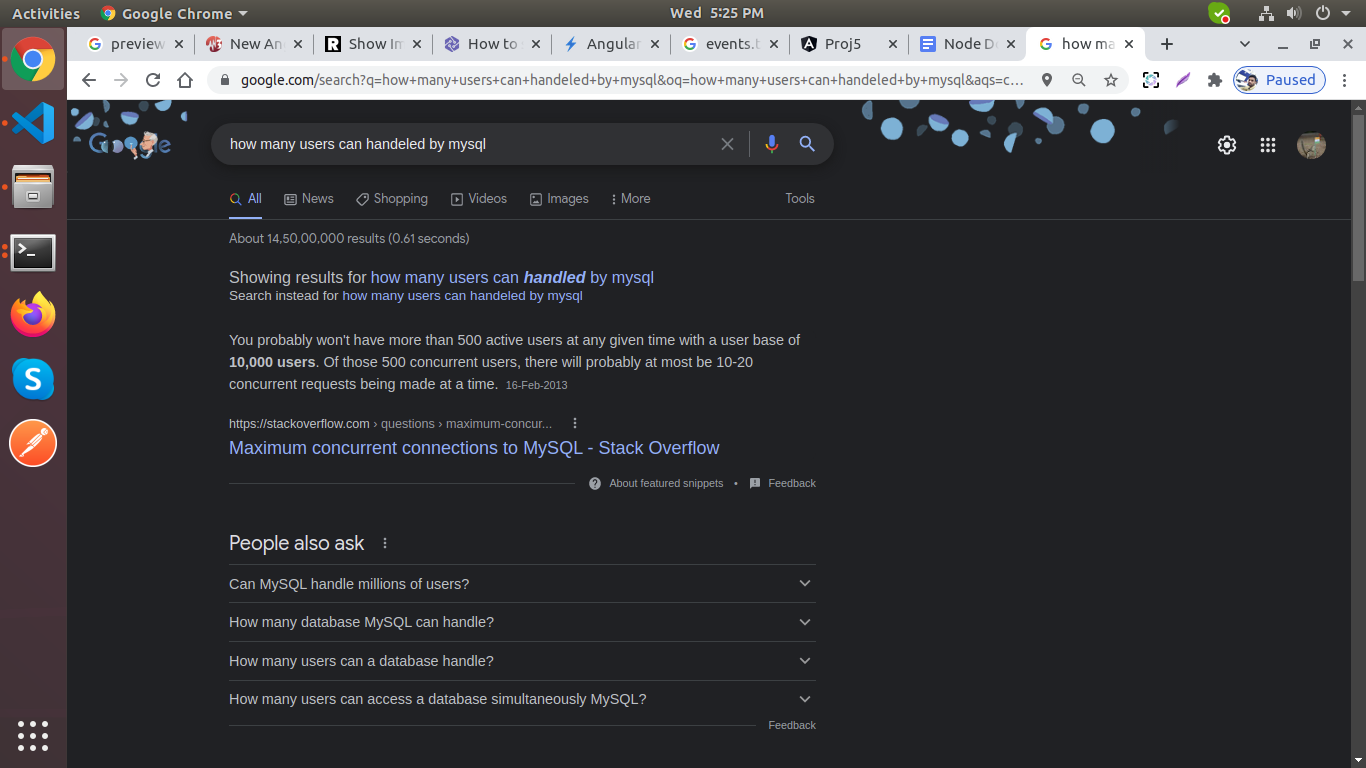 Activities
Google Chrome
Wed 5:25 PM
preview
New An
Show Im
How to
Angular
events.t
Proj5
Node D
how ma
google.com/search?q=how+many+users+can+handeled+by+mysql&oq=how+many+users+can+handeled+by+mysql&aqs=c...
Paused
Google
how many users can handeled by mysql
All
News
Shopping
Videos
Images
More
Tools
About 14,50,00,000 results (0.61 seconds)
Showing results for how many users can handled by mysql
Search instead for how many users can handeled by mysql
You probably won't have more than 500 active users at any given time with a user base of
10,000 users. Of those 500 concurrent users, there will probably at most be 10-20
concurrent requests being made at a time. 16-Feb-2013
https://stackoverflow.com › questions › maximum-concur...
Maximum concurrent connections to MySQL - Stack Overflow
About featured snippets • Feedback
People also ask
Can MySQL handle millions of users?
How many database MySQL can handle?
How many users can a database handle?
How many users can access a database simultaneously MySQL?
Feedback